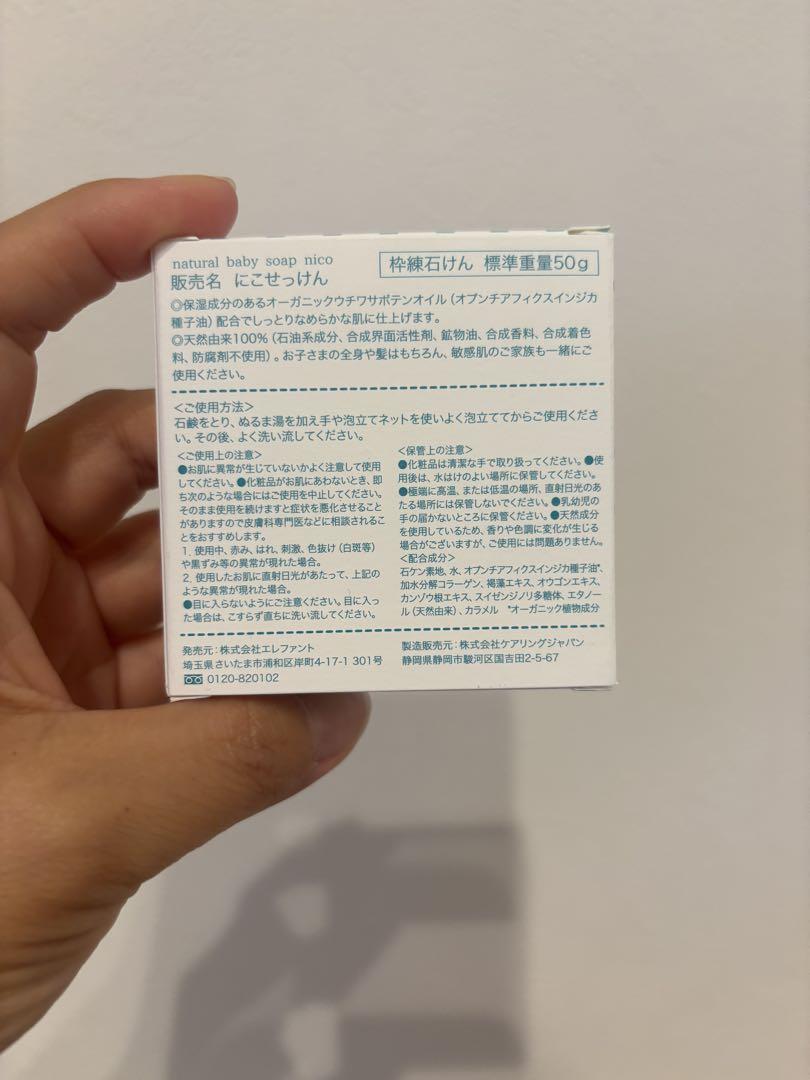 natural baby soap nico
販売名 にこせっけん
枠練石けん 標準重量50g
◎保湿成分のあるオーガニックウチワサボテンオイル（オプンチアフィクスインジカ
種子油）配合でしっとりなめらかな肌に仕上げます。
◎天然由来100%（石油系成分、合成界面活性剤、鉱物油、合成香料、合成着色
料、防腐剤不使用）。お子さまの全身や髪はもちろん、敏感肌のご家族も一緒にご
使用ください。
＜ご使用方法＞
石鹸をとり、ぬるま湯を加え手や泡立てネットを使いよく泡立ててからご使用くださ
い。その後、よく洗い流してください。
＜ご使用上の注意＞
●お肌に異常が生じていないかよく注意して使用
してください。●化粧品がお肌にあわないとき、即
ち次のような場合にはご使用を中止してください。
そのまま使用を続けますと症状を悪化させること
がありますので皮膚科専門医などに相談されるこ
とをおすすめします。
1. 使用中、赤み、はれ、刺激、色抜け（白斑等）
や黒ずみ等の異常が現れた場合。
2. 使用したお肌に直射日光があたって、上記の
ような異常が現れた場合。
●目に入らないようにご注意ください。目に入っ
た場合は、こすらず直ちに洗い流してください。
＜保管上の注意＞
●化粧品は清潔な手で取り扱ってください。●使
用後は、水はけのよい場所に保管してください。
●極端に高温、または低温の場所、直射日光のあ
たる場所には保管しないでください。●乳幼児の
手の届かないところに保管ください。●天然成分
を使用しているため、香りや色調に変化が生じる
場合がございますが、ご使用には問題ありません。
＜配合成分＞
石ケン素地、水、オプンチアフィクスインジカ種子油*、
加水分解コラーゲン、褐藻エキス、オウゴンエキス、
カンゾウ根エキス、スイゼンジノリ多糖体、エタノー
ル（天然由来）、カラメル *オーガニック植物成分
発売元：株式会社エレファント
埼玉県さいたま市浦和区岸町4-17-1 301号
0120-820102
製造販売元：株式会社ケアリングジャパン
静岡県静岡市駿河区国吉田2-5-67